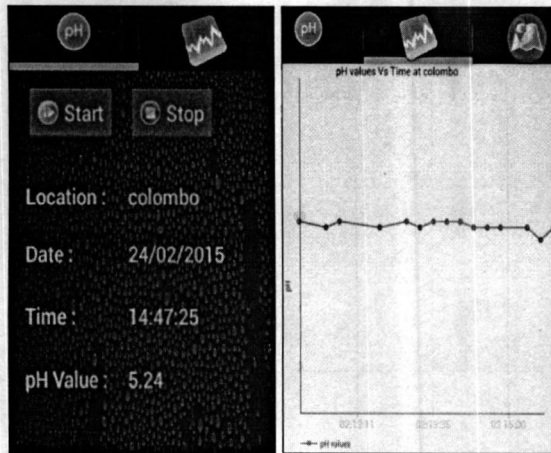 pH
Start Stop
Location : colombo
Date : 24/02/2015
Time : 14:47:25
pH Value : 5.24
pH
pH values Vs Time at colombo
pH
pH values